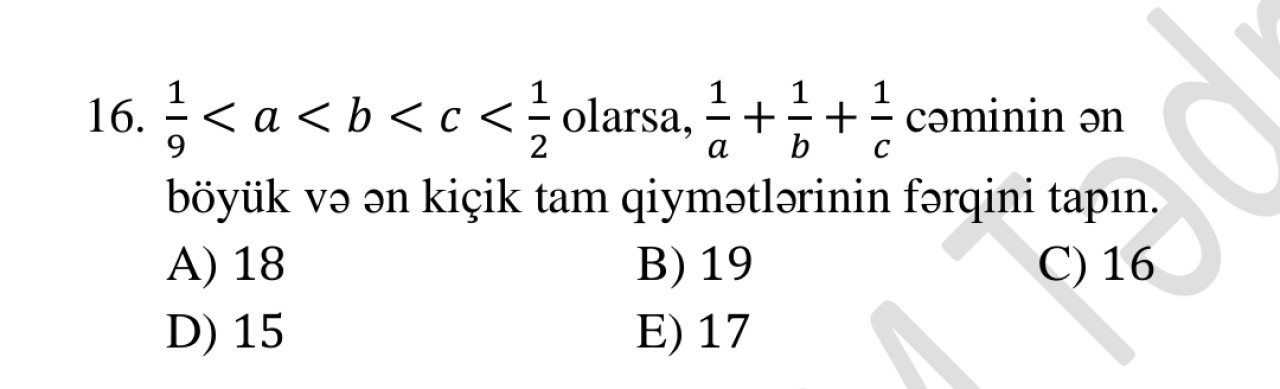 16. 1/9 < a < b < c < 1/2 olarsa, 1/a + 1/b + 1/c cəminin ən
böyük və ən kiçik tam qiymətlərinin fərqini tapın.
A) 18 B) 19 C) 16
D) 15 E) 17